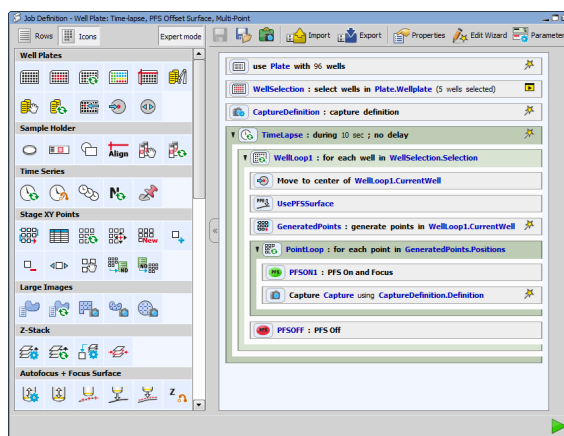 Job Definition - Well Plate: Time-lapse, PFS Offset Surface, Multi-Point
Rows Icons Expert mode Import Export Properties Edit Wizard Parameter
Well Plates
Sample Holder
Align
Time Series
Stage XY Points
New
Large Images
Z-Stack
Autofocus + Focus Surface
use Plate with 96 wells
WellSelection : select wells in Plate.Wellplate (5 wells selected)
CaptureDefinition : capture definition
TimeLapse : during 10 sec ; no delay
WellLoop1 : for each well in WellSelection.Selection
Move to center of WellLoop1.CurrentWell
UsePFSSurface
GeneratedPoints : generate points in WellLoop1.CurrentWell
PointLoop : for each point in GeneratedPoints.Positions
PFSON1 : PFS On and Focus
Capture Capture using CaptureDefinition.Definition
PFSOFF : PFS Off